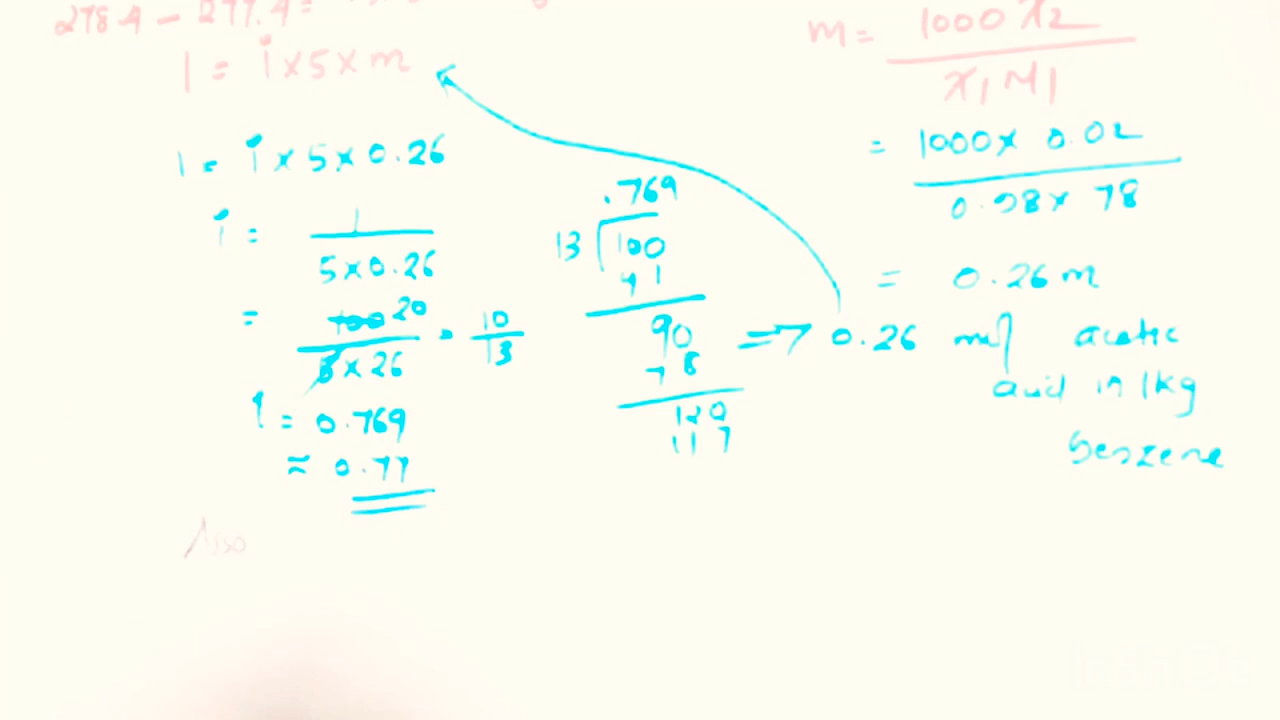 278.4 - 277.4 =
1 = i × 5 × m
1 = i × 5 × 0.26
i = 1 / 5 × 0.26
= 100 20 / 5 × 26 = 10 / 13
i = 0.769
≈ 0.77
Asso
.769
13 100
91
90
78
120
117
m = 1000 x2 / x1 M1
= 1000 × 0.02 / 0.98 × 78
= 0.26 m
=> 0.26 mol acetic
acid in 1kg
benzene